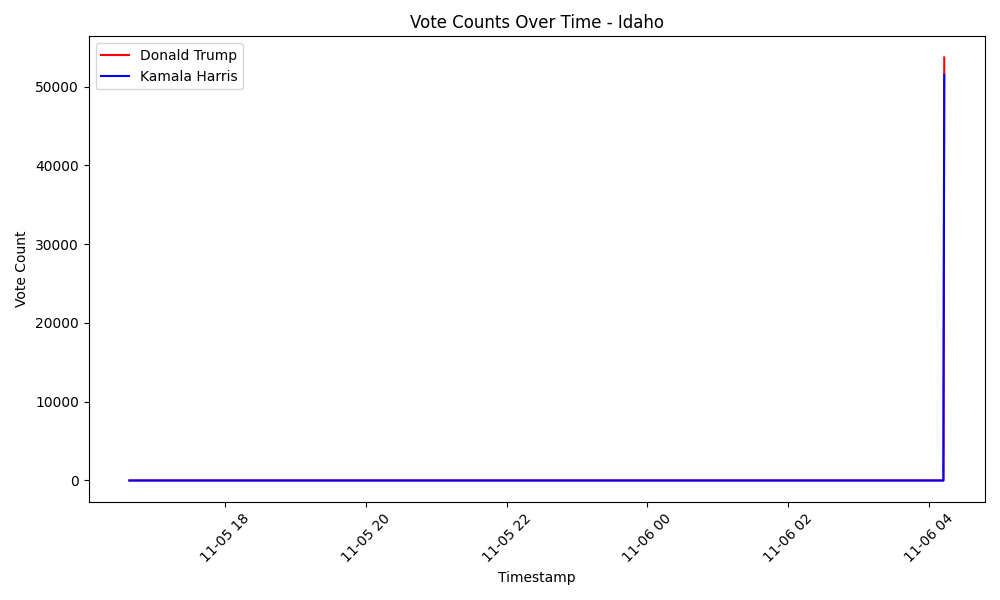 Vote Counts Over Time - Idaho
Donald Trump
Kamala Harris
Vote Count
50000
40000
30000
20000
10000
0
11-05 18
11-05 20
11-05 22
11-06 00
11-06 02
11-06 04
Timestamp